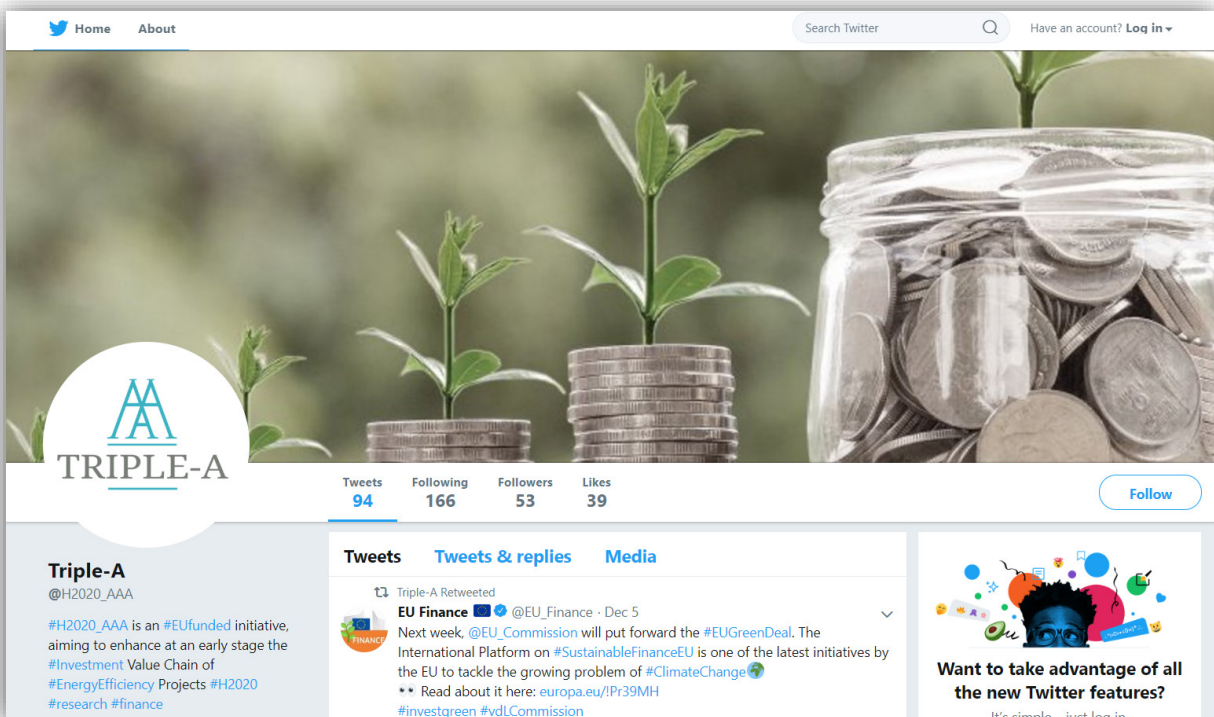 Home About
Search Twitter
Have an account? Log in
TRIPLE-A
Tweets Following Followers Likes
94 166 53 39
Follow
Triple-A
@H2020_AAA
#H2020_AAA is an #EUfunded initiative,
aiming to enhance at an early stage the
#Investment Value Chain of
#EnergyEfficiency Projects #H2020
#research #finance
Tweets Tweets & replies Media
Triple-A Retweeted
FINANCE
EU Finance @EU_Finance · Dec 5
Next week, @EU_Commission will put forward the #EUGreenDeal. The
International Platform on #SustainableFinanceEU is one of the latest initiatives by
the EU to tackle the growing problem of #ClimateChange
Read about it here: europa.eu/!Pr39MH
#investgreen #vdLCommission
Want to take advantage of all
the new Twitter features?
It's simple – just log in.